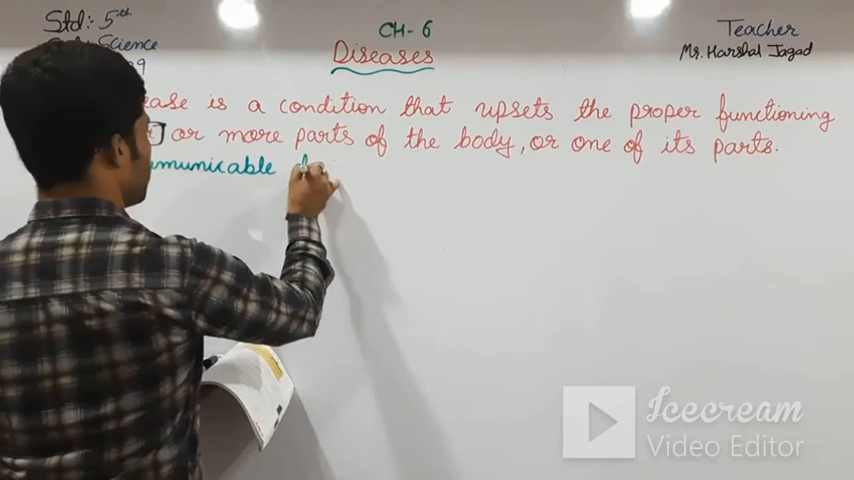 Std: 5th
Science
CH- 6
Diseases
Teacher
Mr. Harshal Jagad
ease is a condition that upsets the proper functioning
or more parts of the body, or one of its parts.
mmunicable
Icecream
Video Editor